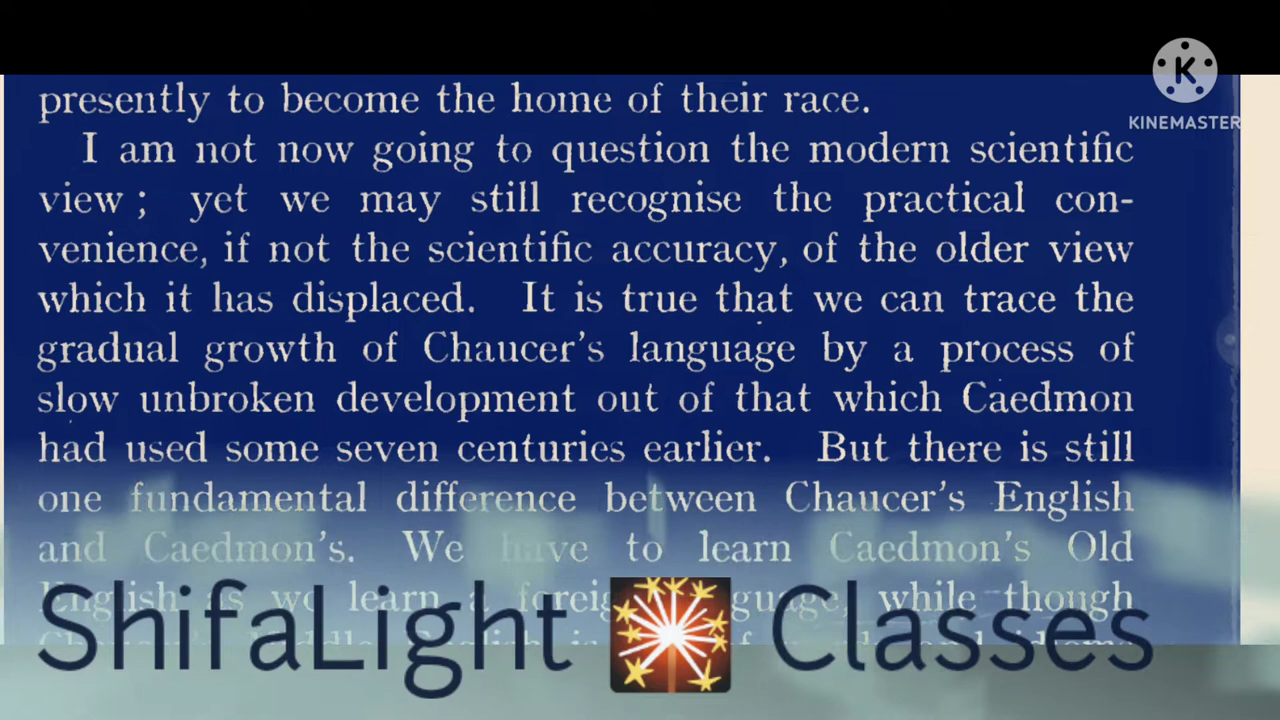 presently to become the home of their race.
KINEMASTER
I am not now going to question the modern scientific
view ; yet we may still recognise the practical con-
venience, if not the scientific accuracy, of the older view
which it has displaced. It is true that we can trace the
gradual growth of Chaucer's language by a process of
slow unbroken development out of that which Caedmon
had used some seven centuries earlier. But there is still
one fundamental difference between Chaucer's English
and Caedmon's. We have to learn Caedmon's Old
English as we learn a while though
ShifaLight Classes